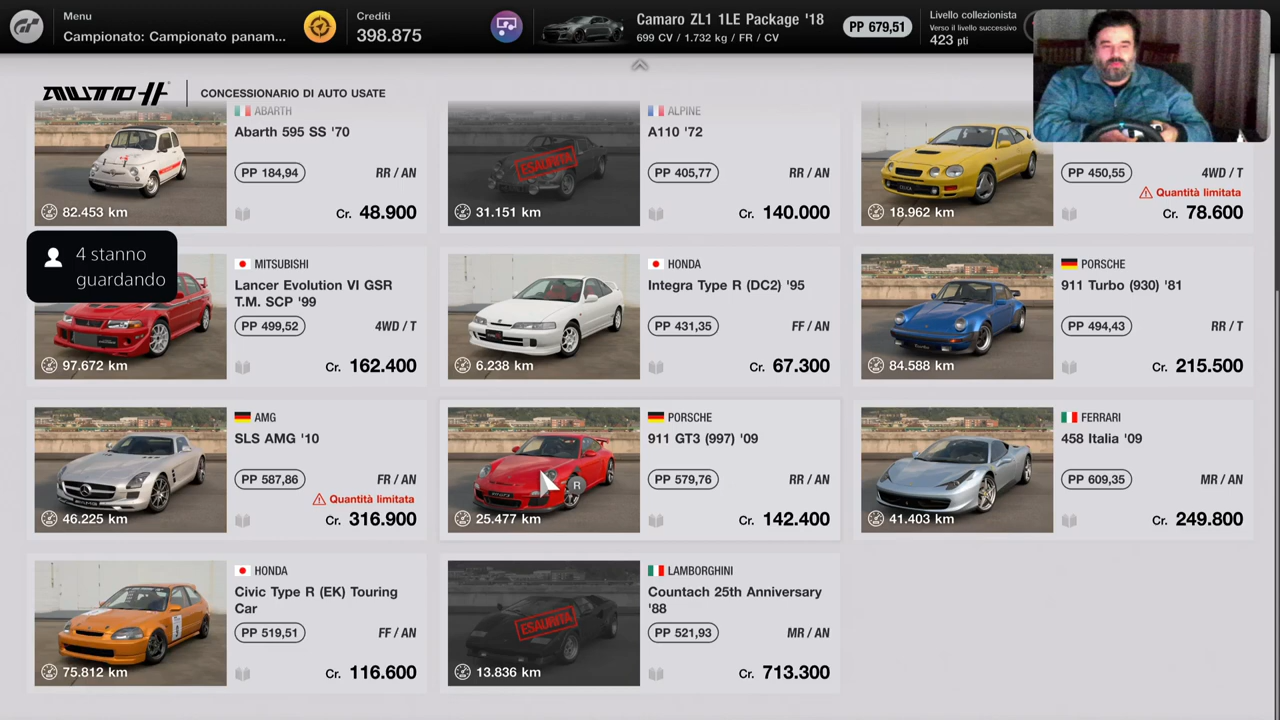 Menu
Campionato: Campionato pana...
Crediti
398.875
Camaro ZL1 1LE Package '18
699 CV / 1.732 kg / FR / CV
PP 679,51
Livello collezionista
Verso il livello successivo
423 pti
AUTO
CONCESSIONARIO DI AUTO USATE
ABARTH
Abarth 595 SS '70
PP 184,94
RR / AN
82.453 km
Cr. 48.900
ALPINE
A110 '72
ESAURITA
PP 405,77
RR / AN
31.151 km
Cr. 140.000
PP 450,55
4WD / T
Quantità limitata
18.962 km
Cr. 78.600
4 stanno
guardando
MITSUBISHI
Lancer Evolution VI GSR
T.M. SCP '99
PP 499,52
4WD / T
97.672 km
Cr. 162.400
HONDA
Integra Type R (DC2) '95
PP 431,35
FF / AN
6.238 km
Cr. 67.300
PORSCHE
911 Turbo (930) '81
PP 494,43
RR / T
84.588 km
Cr. 215.500
AMG
SLS AMG '10
PP 587,86
FR / AN
Quantità limitata
46.225 km
Cr. 316.900
PORSCHE
911 GT3 (997) '09
R
PP 579,76
RR / AN
25.477 km
Cr. 142.400
FERRARI
458 Italia '09
PP 609,35
MR / AN
41.403 km
Cr. 249.800
HONDA
Civic Type R (EK) Touring
Car
PP 519,51
FF / AN
75.812 km
Cr. 116.600
LAMBORGHINI
Countach 25th Anniversary
'88
ESAURITA
PP 521,93
MR / AN
13.836 km
Cr. 713.300